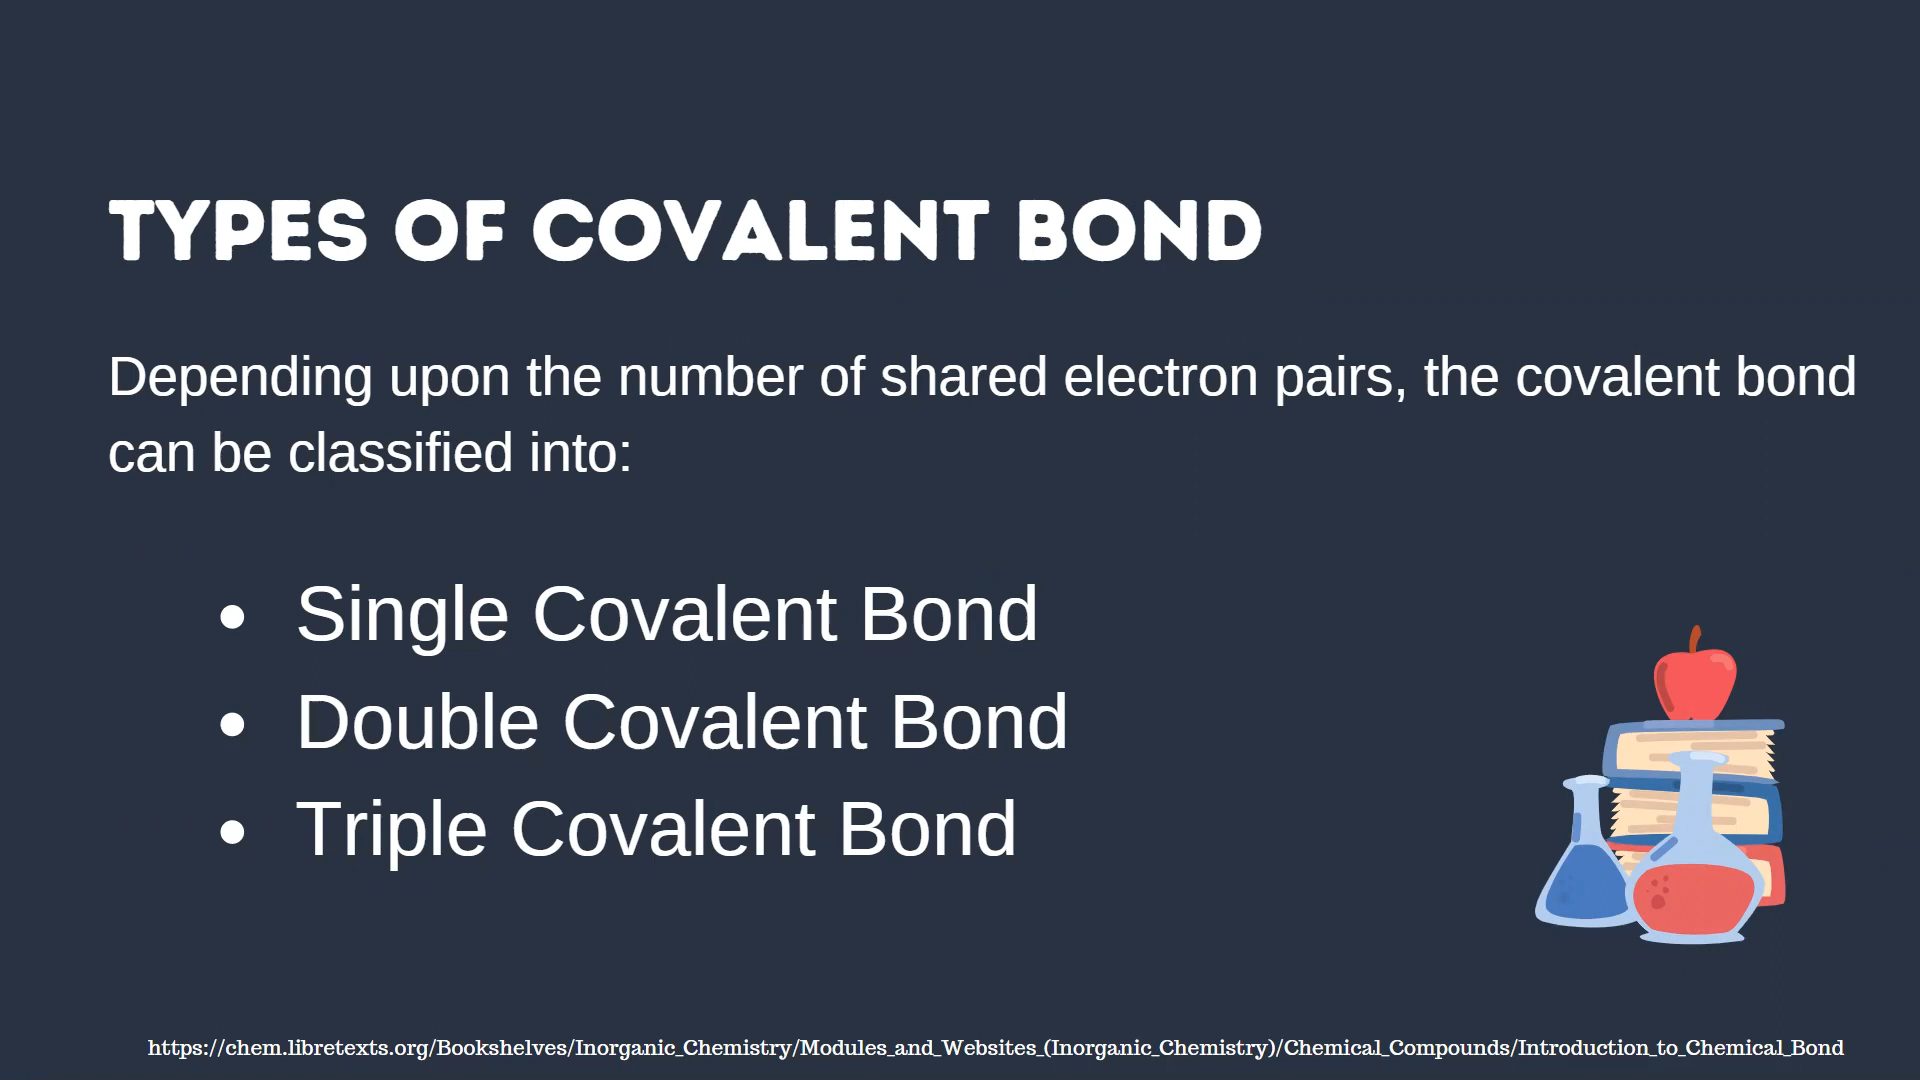 TYPES OF COVALENT BOND
Depending upon the number of shared electron pairs, the covalent bond
can be classified into:
• Single Covalent Bond
• Double Covalent Bond
• Triple Covalent Bond
https://chem.libretexts.org/Bookshelves/Inorganic_Chemistry/Modules_and_Websites_(Inorganic_Chemistry)/Chemical_Compounds/Introduction_to_Chemical_Bond